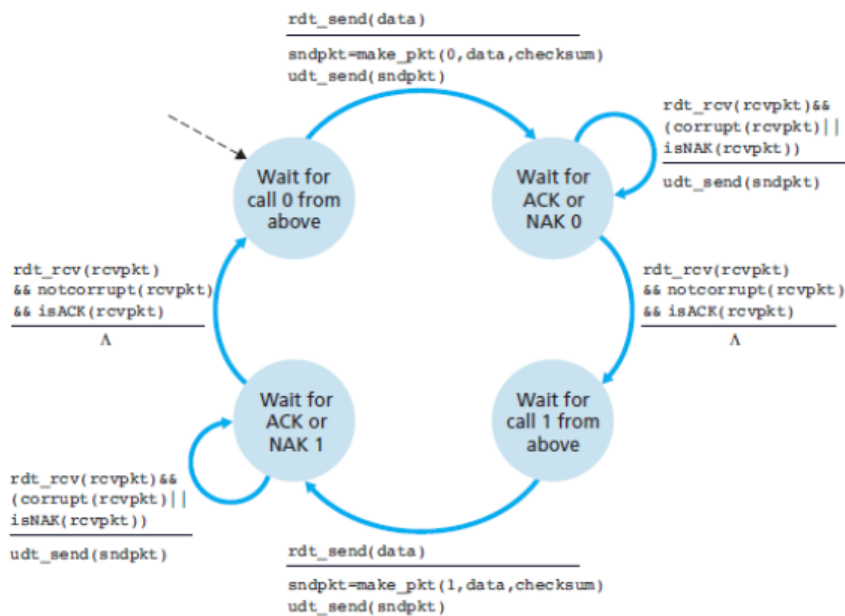 rdt_send(data)
sndpkt=make_pkt(0,data,checksum)
udt_send(sndpkt)
Wait for
call 0 from
above
Wait for
ACK or
NAK 0
rdt_rcv(rcvpkt)&&
(corrupt(rcvpkt)||
isNAK(rcvpkt))
udt_send(sndpkt)
rdt_rcv(rcvpkt)
&& notcorrupt(rcvpkt)
&& isACK(rcvpkt)
Λ
rdt_rcv(rcvpkt)
&& notcorrupt(rcvpkt)
&& isACK(rcvpkt)
Λ
Wait for
ACK or
NAK 1
Wait for
call 1 from
above
rdt_rcv(rcvpkt)&&
(corrupt(rcvpkt)||
isNAK(rcvpkt))
udt_send(sndpkt)
rdt_send(data)
sndpkt=make_pkt(1,data,checksum)
udt_send(sndpkt)